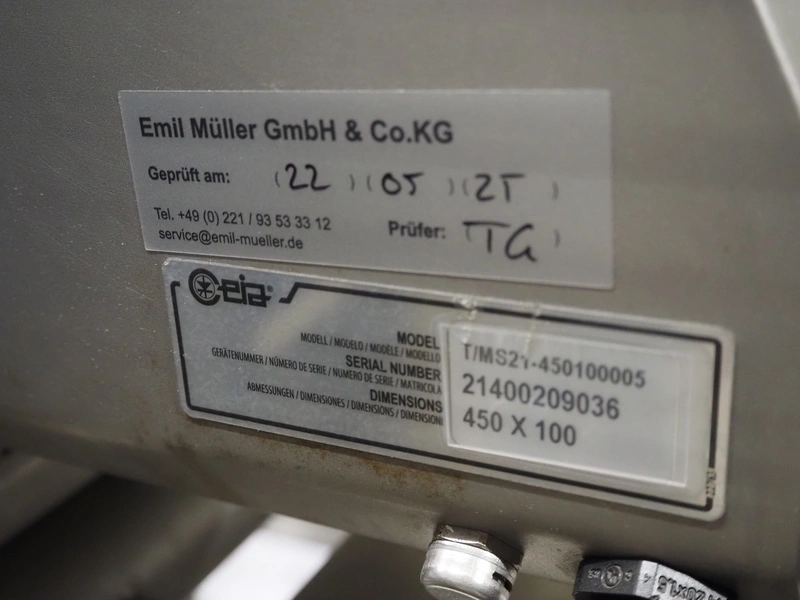 Emil Müller GmbH & Co.KG
Geprüft am: (22)(05)(25)
Tel. +49 (0) 221 / 93 53 33 12
service@emil-mueller.de
Prüfer: (TG)
Ceia®
MODEL
MODELL / MODELO / MODÈLE / MODELLO
T/MS21-450100005
SERIAL NUMBER
GERÄTENUMMER / NÚMERO DE SERIE / NUMÉRO DE SÉRIE / MATRICOLA
21400209036
DIMENSIONS
ABMESSUNGEN / DIMENSIONES / DIMENSIONS / DIMENSIONI
450 X 100